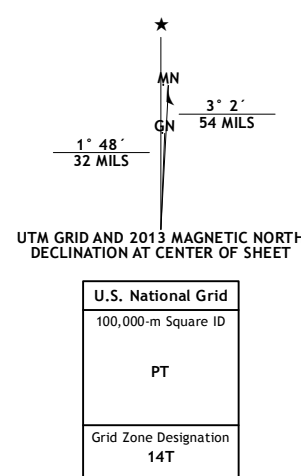 ★
MN
3° 2´
54 MILS
GN
1° 48´
32 MILS
UTM GRID AND 2013 MAGNETIC NORTH
DECLINATION AT CENTER OF SHEET
U.S. National Grid
100,000-m Square ID
PT
Grid Zone Designation
14T